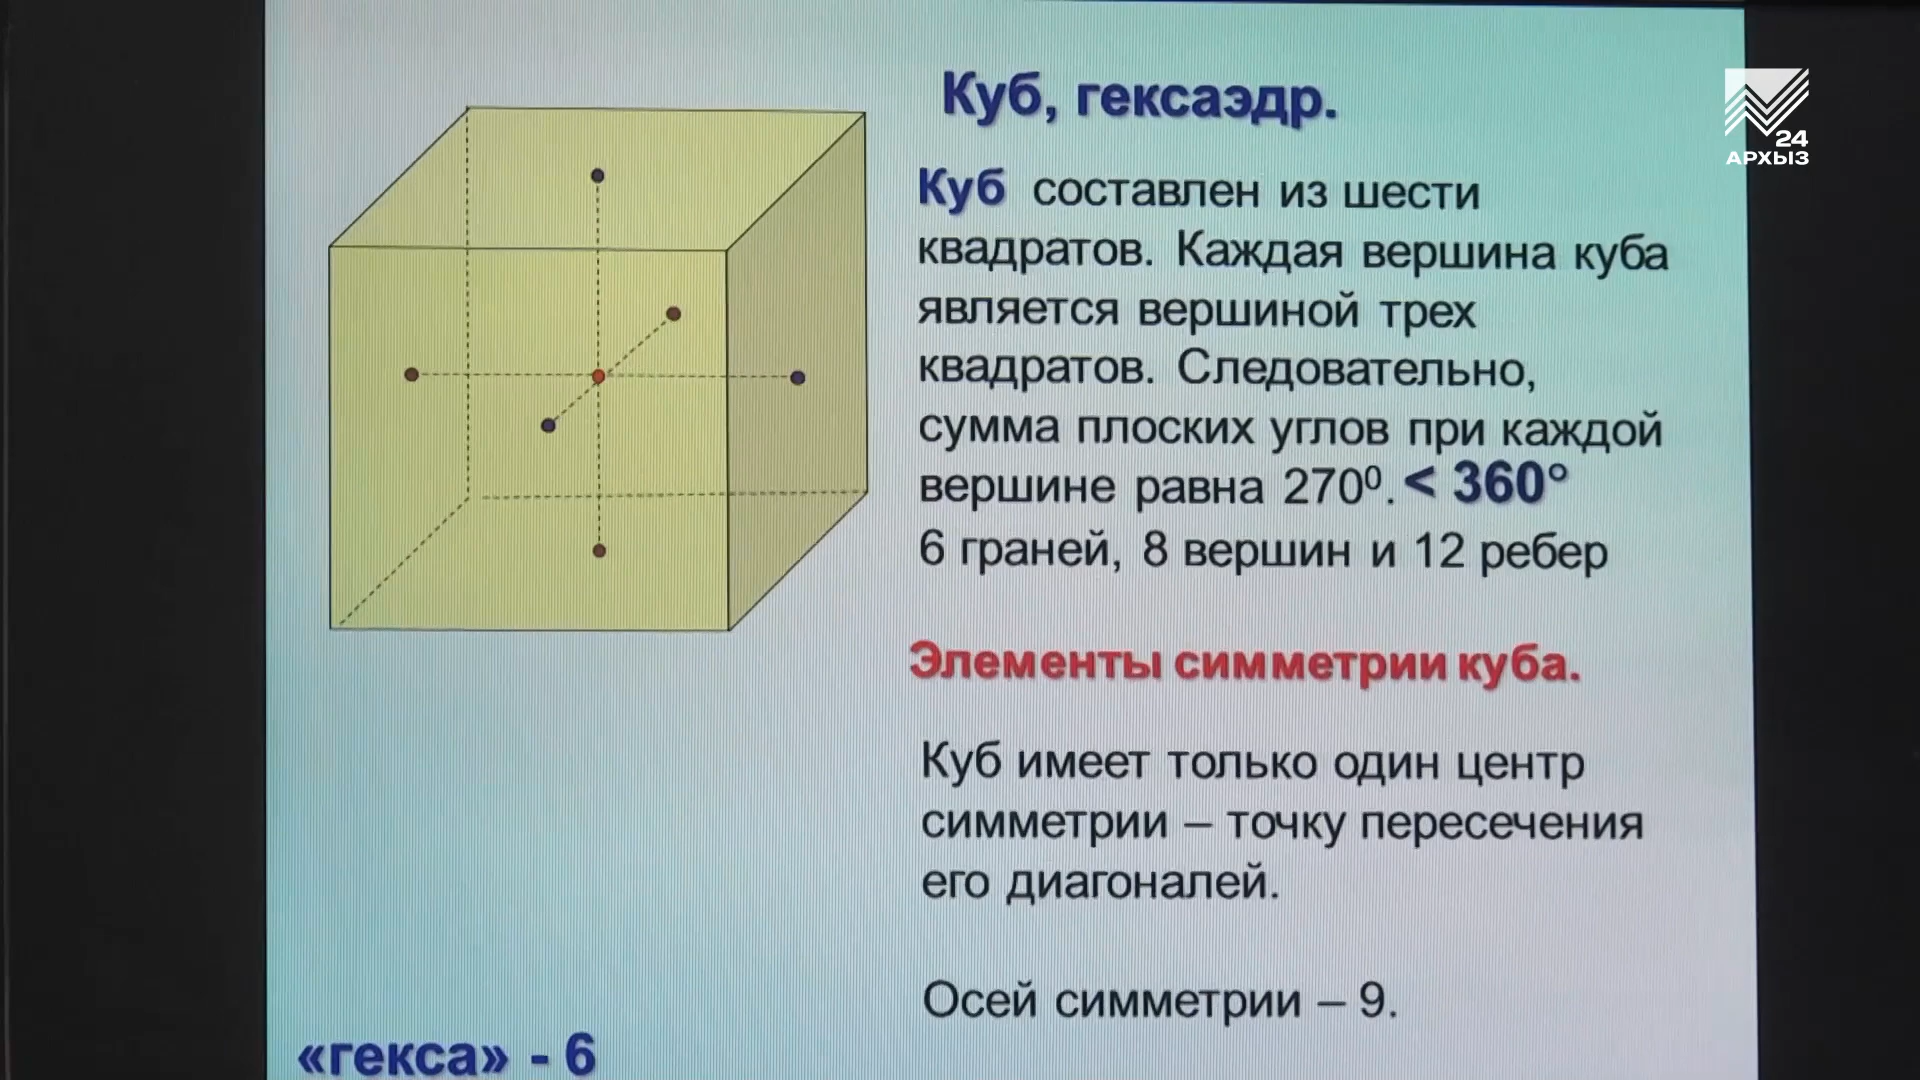 Куб, гексаэдр.
24
АРХЫЗ
Куб составлен из шести
квадратов. Каждая вершина куба
является вершиной трех
квадратов. Следовательно,
сумма плоских углов при каждой
вершине равна 270⁰. < 360°
6 граней, 8 вершин и 12 ребер
Элементы симметрии куба.
Куб имеет только один центр
симметрии – точку пересечения
его диагоналей.
Осей симметрии – 9.
«гекса» - 6